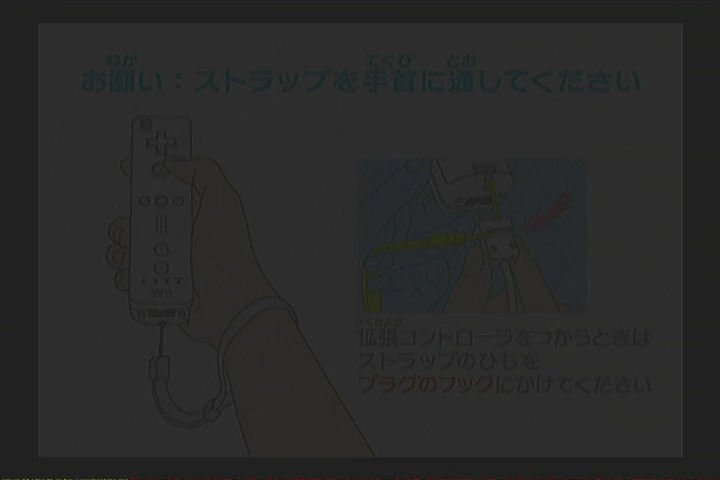 お願い：ストラップを手首に通してください
Wii
拡張コントローラをつかうときは
ストラップのひもを
プラグのフックにかけてください